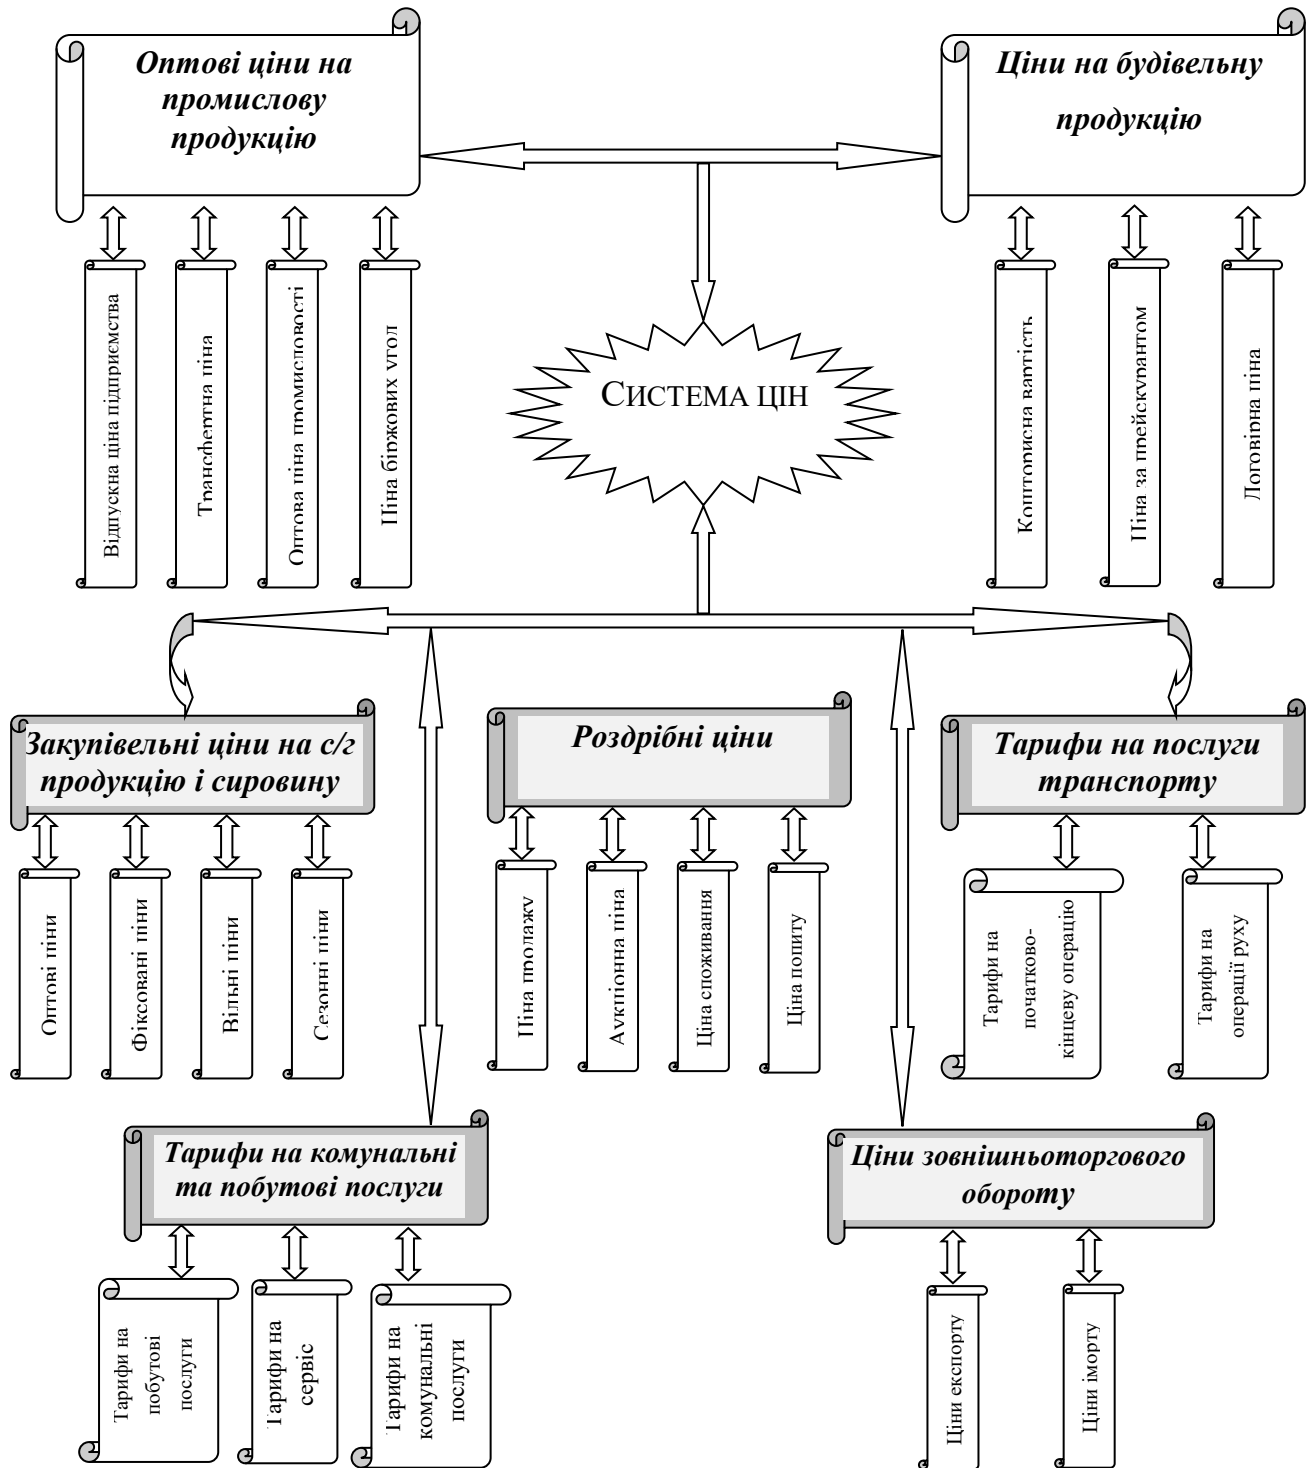 Оптові ціни на
промислову
продукцію
Ціни на будівельну
продукцію
Відпускна ціна підприємства
Трансфертна ціна
Оптова ціна промисловості
Ціна біржових угод
Кошторисна вартість
Ціна за прейскурантом
Договірна ціна
СИСТЕМА ЦІН
Закупівельні ціни на с/г
продукцію і сировину
Роздрібні ціни
Тарифи на послуги
транспорту
Оптові ціни
Фіксовані ціни
Вільні ціни
Сезонні ціни
Ціна продажу
Аукціонна ціна
Ціна споживання
Ціна попиту
Тарифи на
початково-
кінцеву операцію
Тарифи на
операції руху
Тарифи на комунальні
та побутові послуги
Ціни зовнішньоторгового
обороту
Тарифи на
побутові
послуги
Тарифи на
сервіс
Тарифи на
комунальні
послуги
Ціни експорту
Ціни іморту